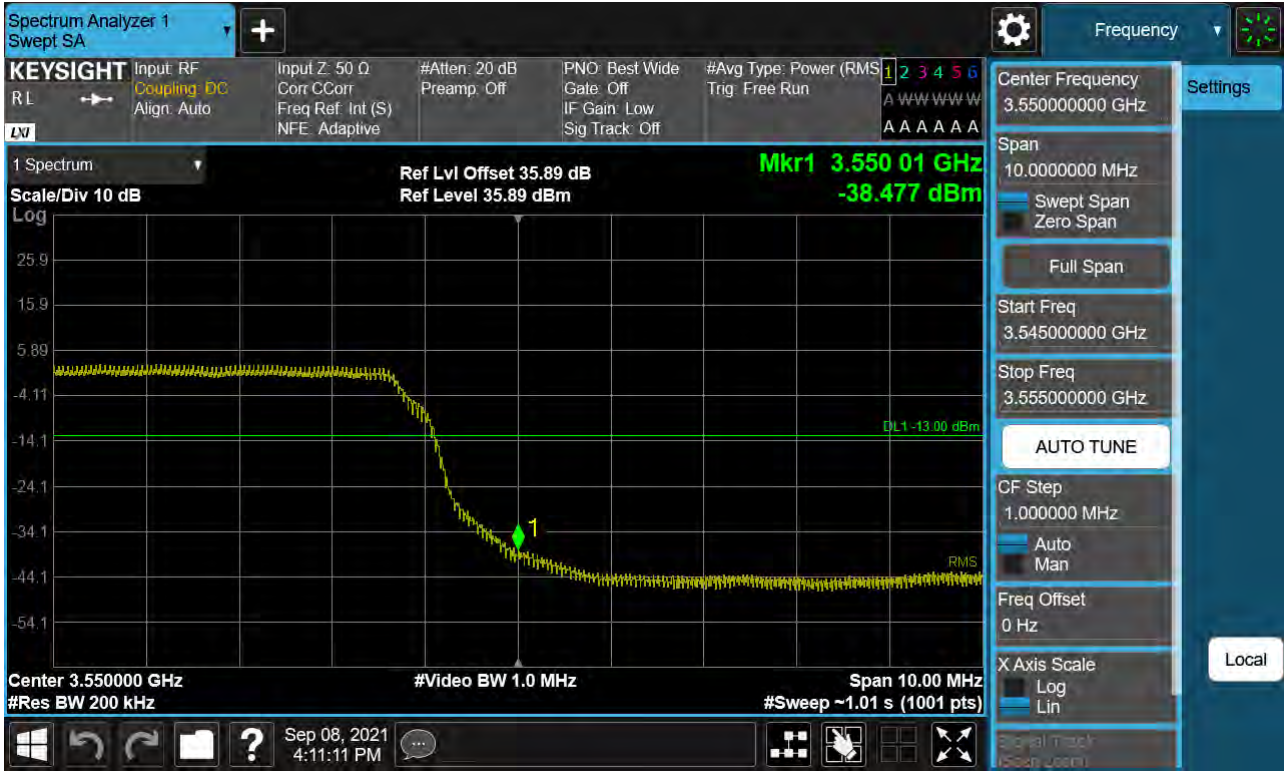 Spectrum Analyzer 1
Swept SA
Frequency
KEYSIGHT
RL
LXI
Input: RF
Coupling: DC
Align: Auto
Input Z: 50 Ω
Corr CCorr
Freq Ref: Int (S)
NFE: Adaptive
#Atten: 20 dB
Preamp: Off
PNO: Best Wide
Gate: Off
IF Gain: Low
Sig Track: Off
#Avg Type: Power (RMS
Trig: Free Run
1 2 3 4 5 6
A W W W W W
A A A A A A
1 Spectrum
Scale/Div 10 dB
Log
Ref Lvl Offset 35.89 dB
Ref Level 35.89 dBm
Mkr1 3.550 01 GHz
-38.477 dBm
25.9
15.9
5.89
-4.11
-14.1
-24.1
-34.1
-44.1
-54.1
DL1 -13.00 dBm
1
RMS
Center 3.550000 GHz
#Res BW 200 kHz
#Video BW 1.0 MHz
Span 10.00 MHz
#Sweep ~1.01 s (1001 pts)
Center Frequency
3.550000000 GHz
Settings
Span
10.0000000 MHz
Swept Span
Zero Span
Full Span
Start Freq
3.545000000 GHz
Stop Freq
3.555000000 GHz
AUTO TUNE
CF Step
1.000000 MHz
Auto
Man
Freq Offset
0 Hz
X Axis Scale
Log
Lin
Local
Signal Track
(Span Zoom)
?
Sep 08, 2021
4:11:11 PM